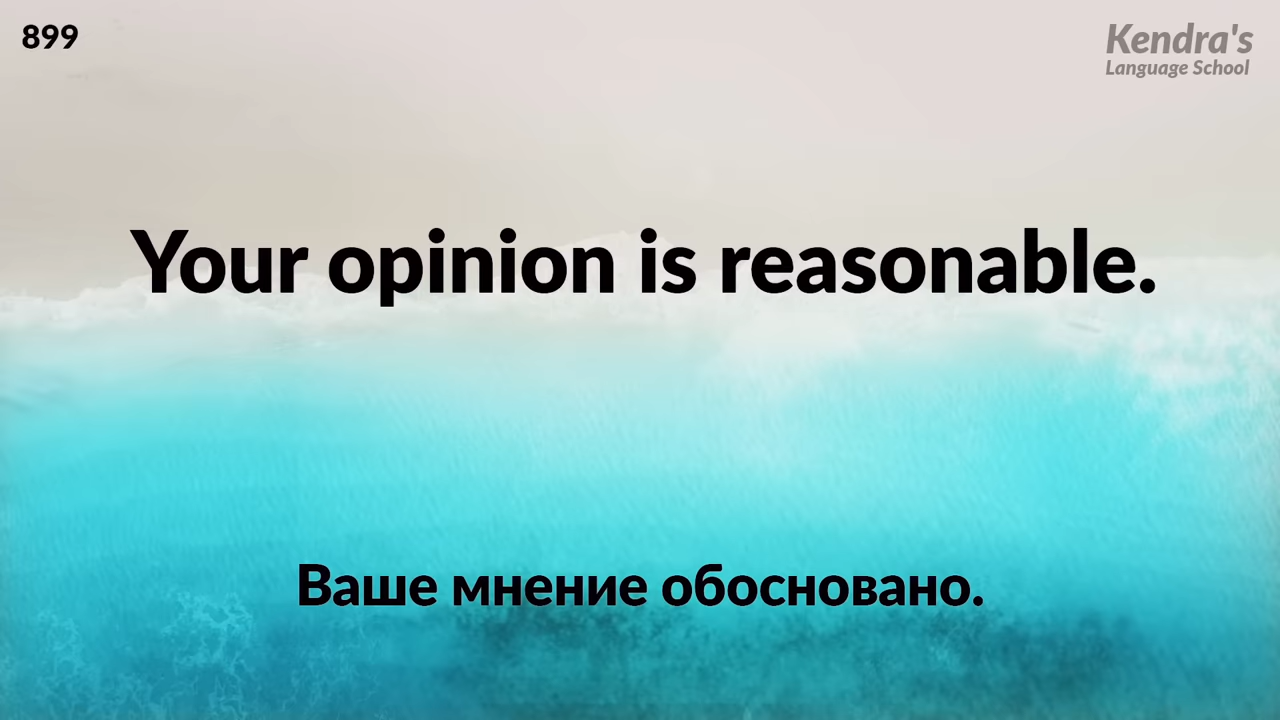 899
Kendra's
Language School
Your opinion is reasonable.
Ваше мнение обосновано.